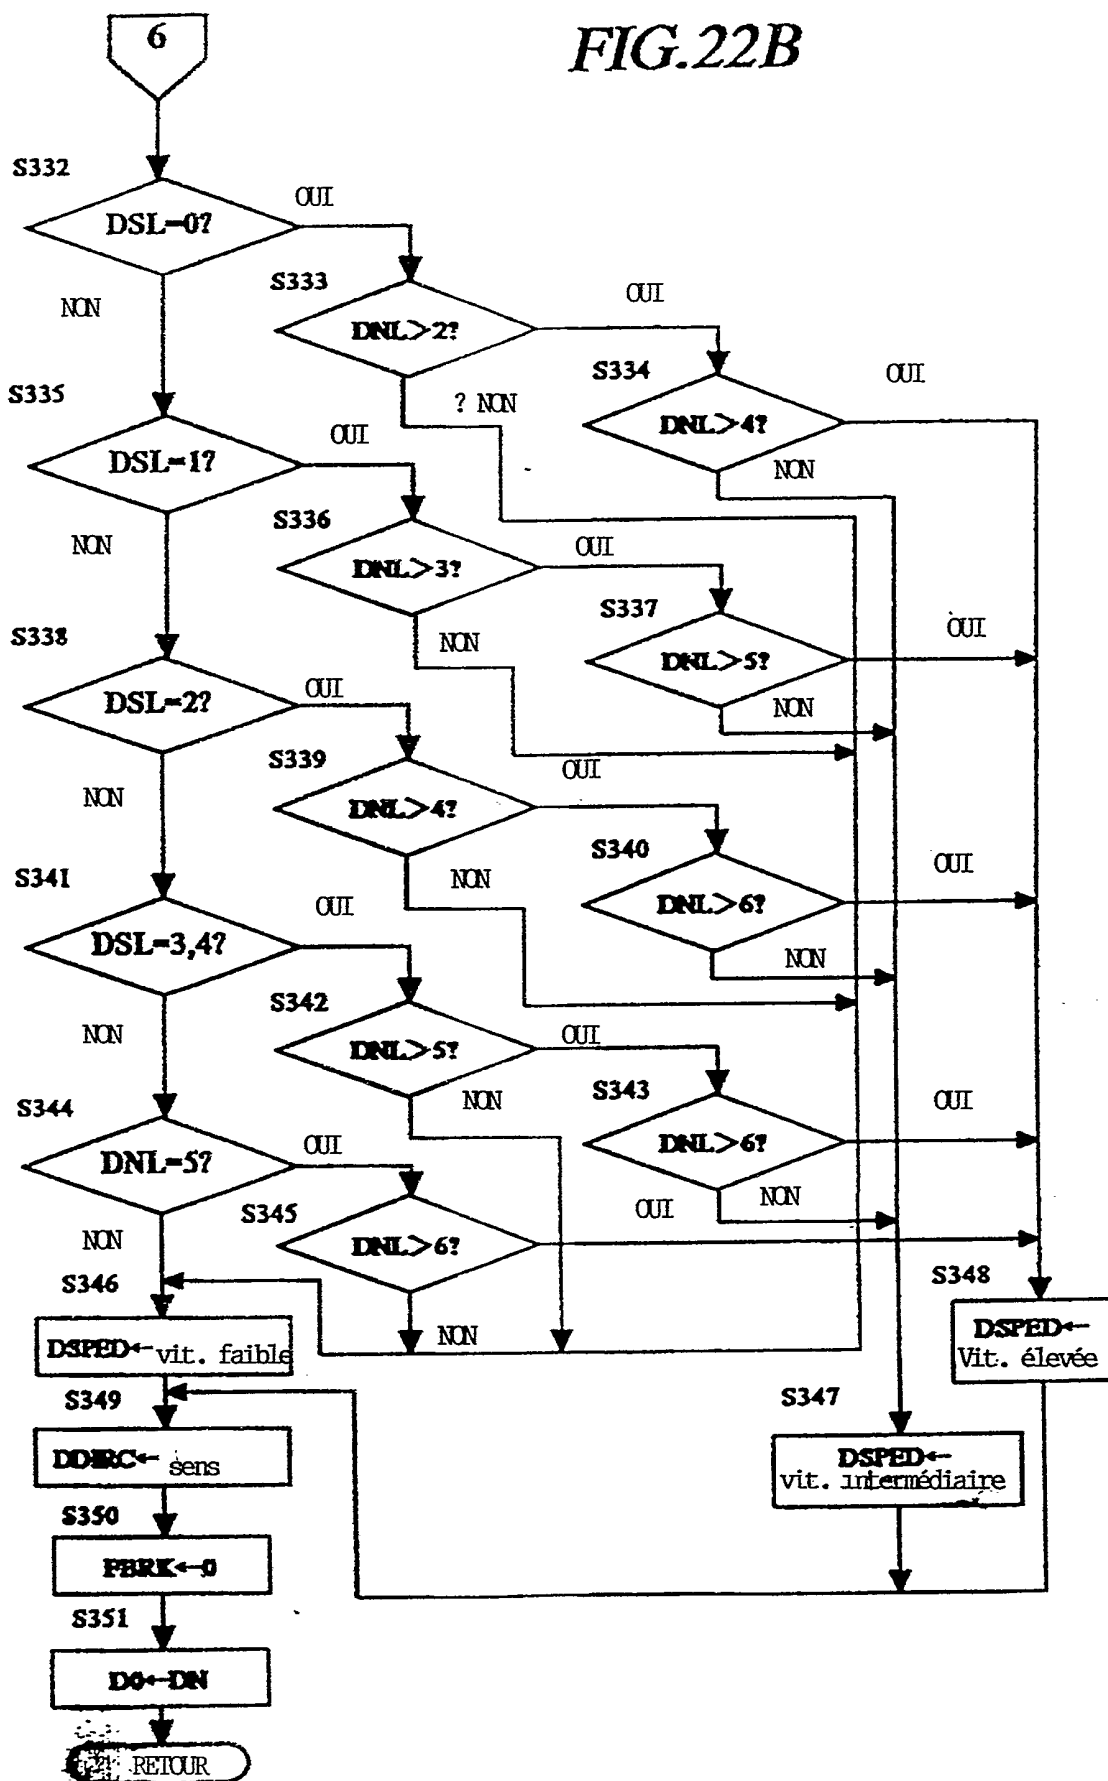 FIG.22B
6
S332
DSL=0?
OUI
NON
S333
DNL>2?
OUI
? NON
S334
DNL>4?
OUI
NON
S335
DSL=1?
OUI
NON
S336
DNL>3?
OUI
NON
S337
DNL>5?
OUI
NON
S338
DSL=2?
OUI
NON
S339
DNL>4?
OUI
NON
S340
DNL>6?
OUI
NON
S341
DSL=3,4?
OUI
NON
S342
DNL>5?
OUI
NON
S343
DNL>6?
OUI
NON
S344
DNL=5?
OUI
NON
S345
DNL>6?
OUI
NON
S346
DSPED← vit. faible
S348
DSPED←
Vit. élevée
S347
DSPED←
vit. intermédiaire
S349
DDIRC← sens
S350
FBRK←0
S351
D0←DN
RETOUR